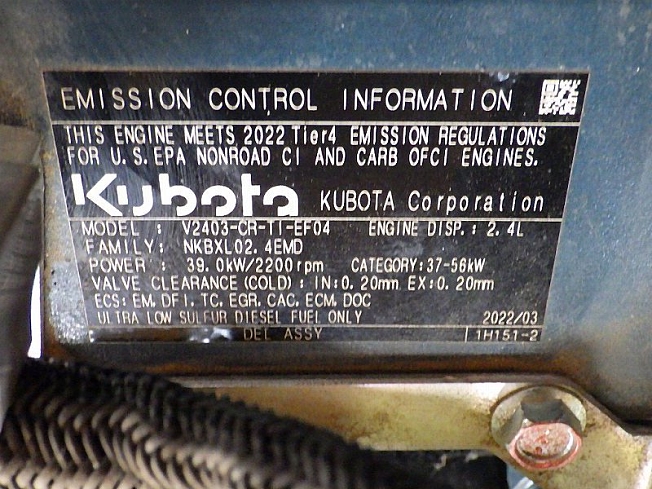 EMISSION CONTROL INFORMATION
THIS ENGINE MEETS 2022 Tier4 EMISSION REGULATIONS
FOR U.S.EPA NONROAD CI AND CARB OFCI ENGINES.
Kubota KUBOTA Corporation
MODEL : V2403-CR-TI-EF04 ENGINE DISP.: 2.4L
FAMILY: NKBXL02.4EMD
POWER : 39.0kW/2200rpm CATEGORY:37-56kW
VALVE CLEARANCE (COLD) : IN:0.20mm EX:0.20mm
ECS: EM, DFI, TC, EGR, CAC, ECM, DOC
ULTRA LOW SULFUR DIESEL FUEL ONLY 2022/03
DEL ASSY 1H151-2